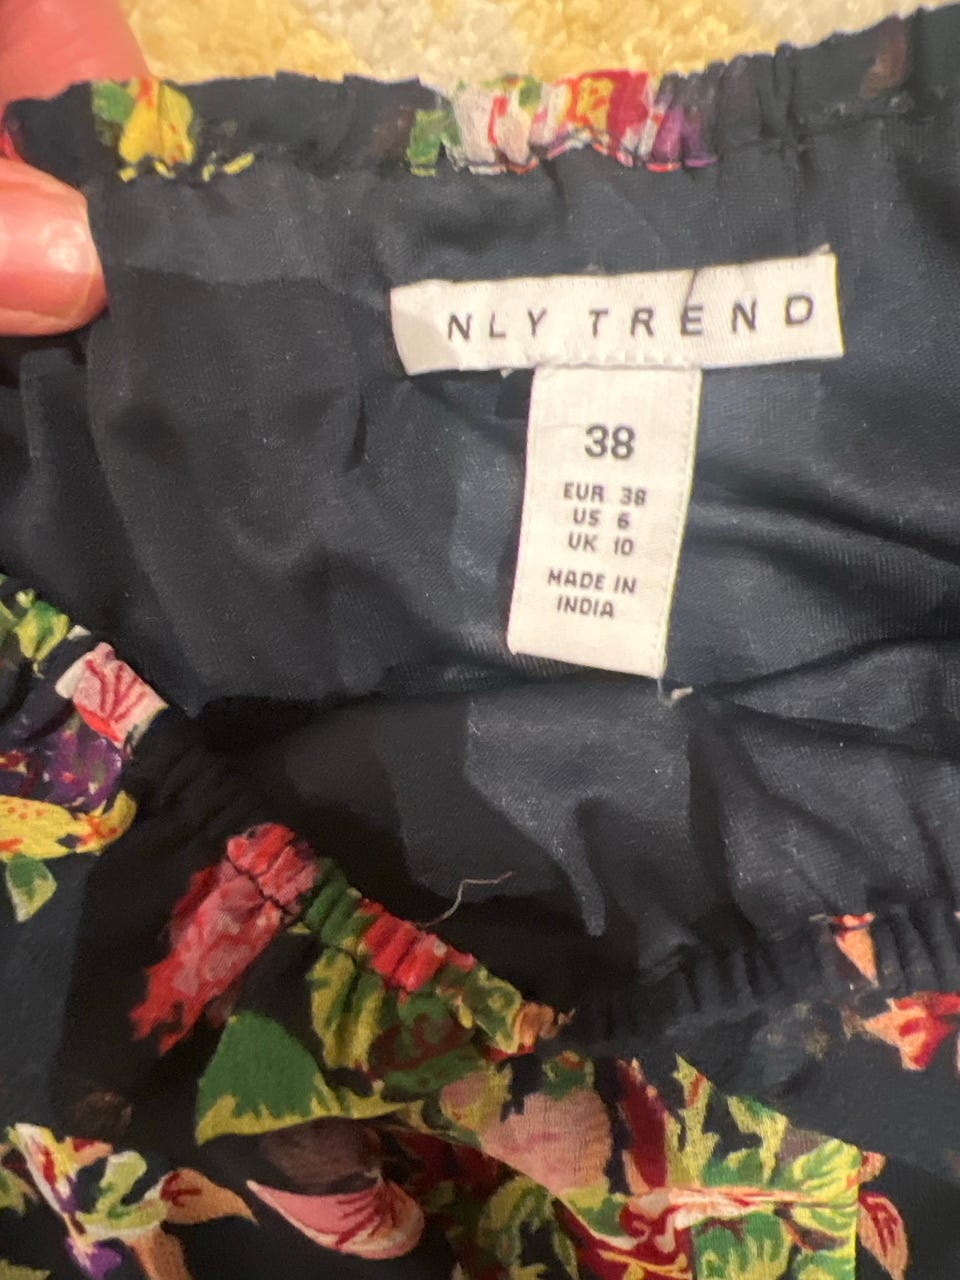 NLY TREND
38
EUR 38
US 6
UK 10
MADE IN
INDIA